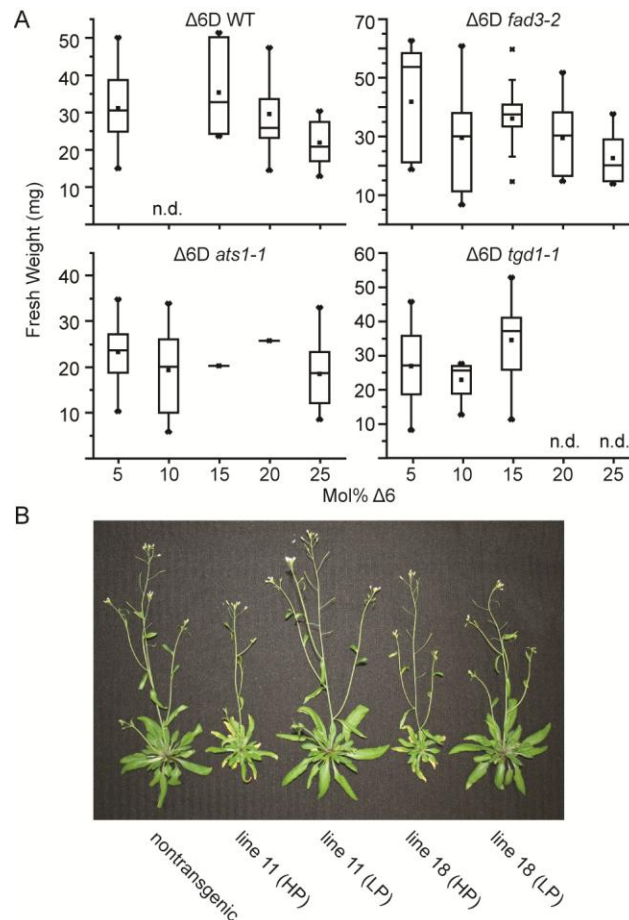 A
Δ6D WT
Δ6D fad3-2
50
40
30
20
10
n.d.
70
50
30
10
Δ6D ats1-1
Δ6D tgd1-1
40
30
20
10
60
50
40
30
20
10
n.d. n.d.
Fresh Weight (mg)
5 10 15 20 25
5 10 15 20 25
Mol% Δ6
B
nontransgenic
line 11 (HP)
line 11 (LP)
line 18 (HP)
line 18 (LP)